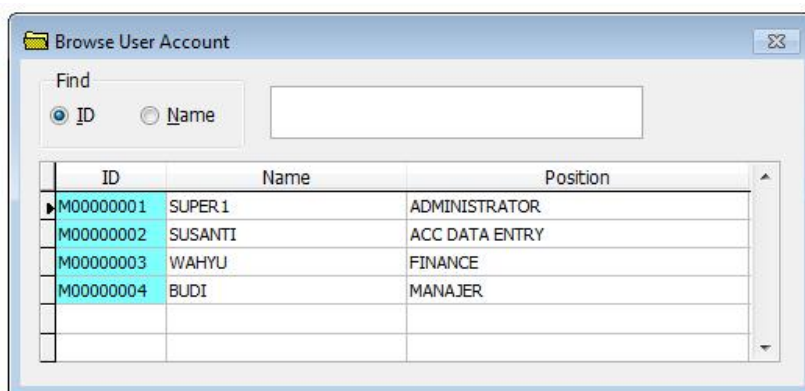 Browse User Account
Find
ID Name
ID Name Position
M00000001 SUPER1 ADMINISTRATOR
M00000002 SUSANTI ACC DATA ENTRY
M00000003 WAHYU FINANCE
M00000004 BUDI MANAJER